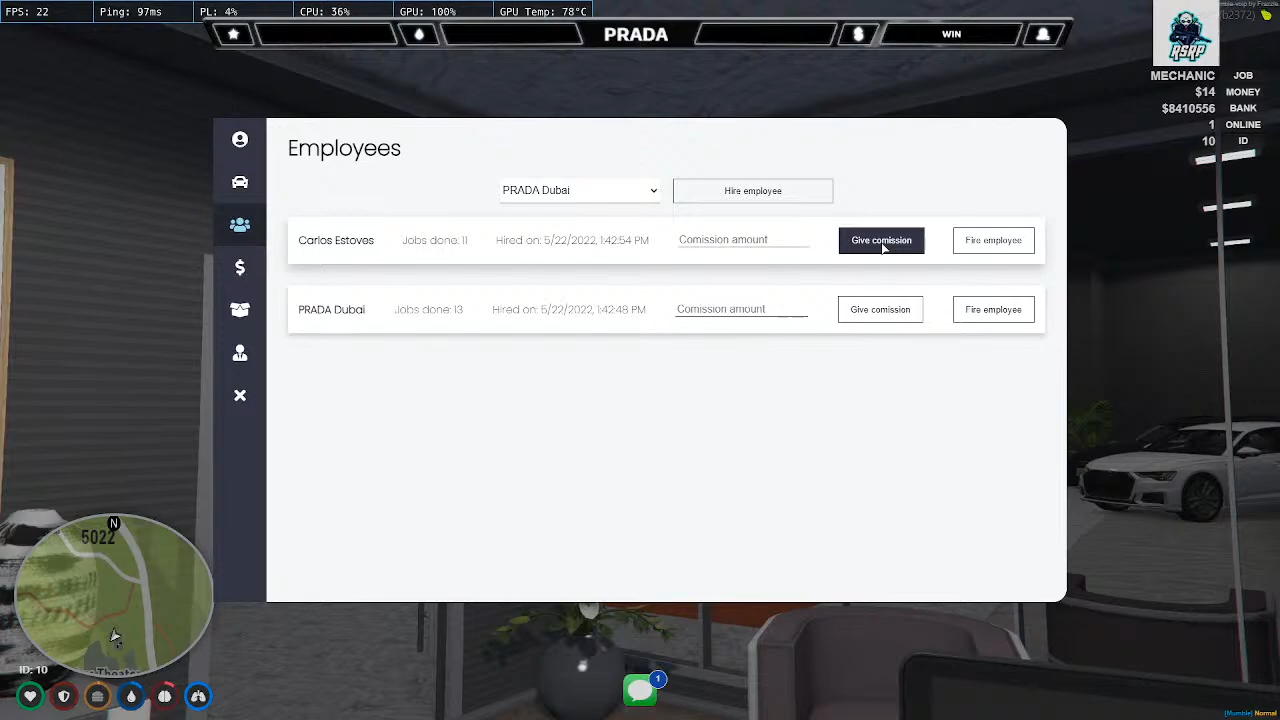 FPS: 22 Ping: 97ms PL: 4% CPU: 36% GPU: 100% GPU Temp: 78°C
PRADA WIN
RSRP
MECHANIC JOB
$14 MONEY
$8410556 BANK
1 ONLINE
10 ID
Employees
PRADA Dubai Hire employee
Carlos Estoves Jobs done: 11 Hired on: 5/22/2022, 1:42:54 PM Comission amount Give comission Fire employee
PRADA Dubai Jobs done: 13 Hired on: 5/22/2022, 1:42:48 PM Comission amount Give comission Fire employee
N
5022
ID: 10
1
[Mumble] Normal